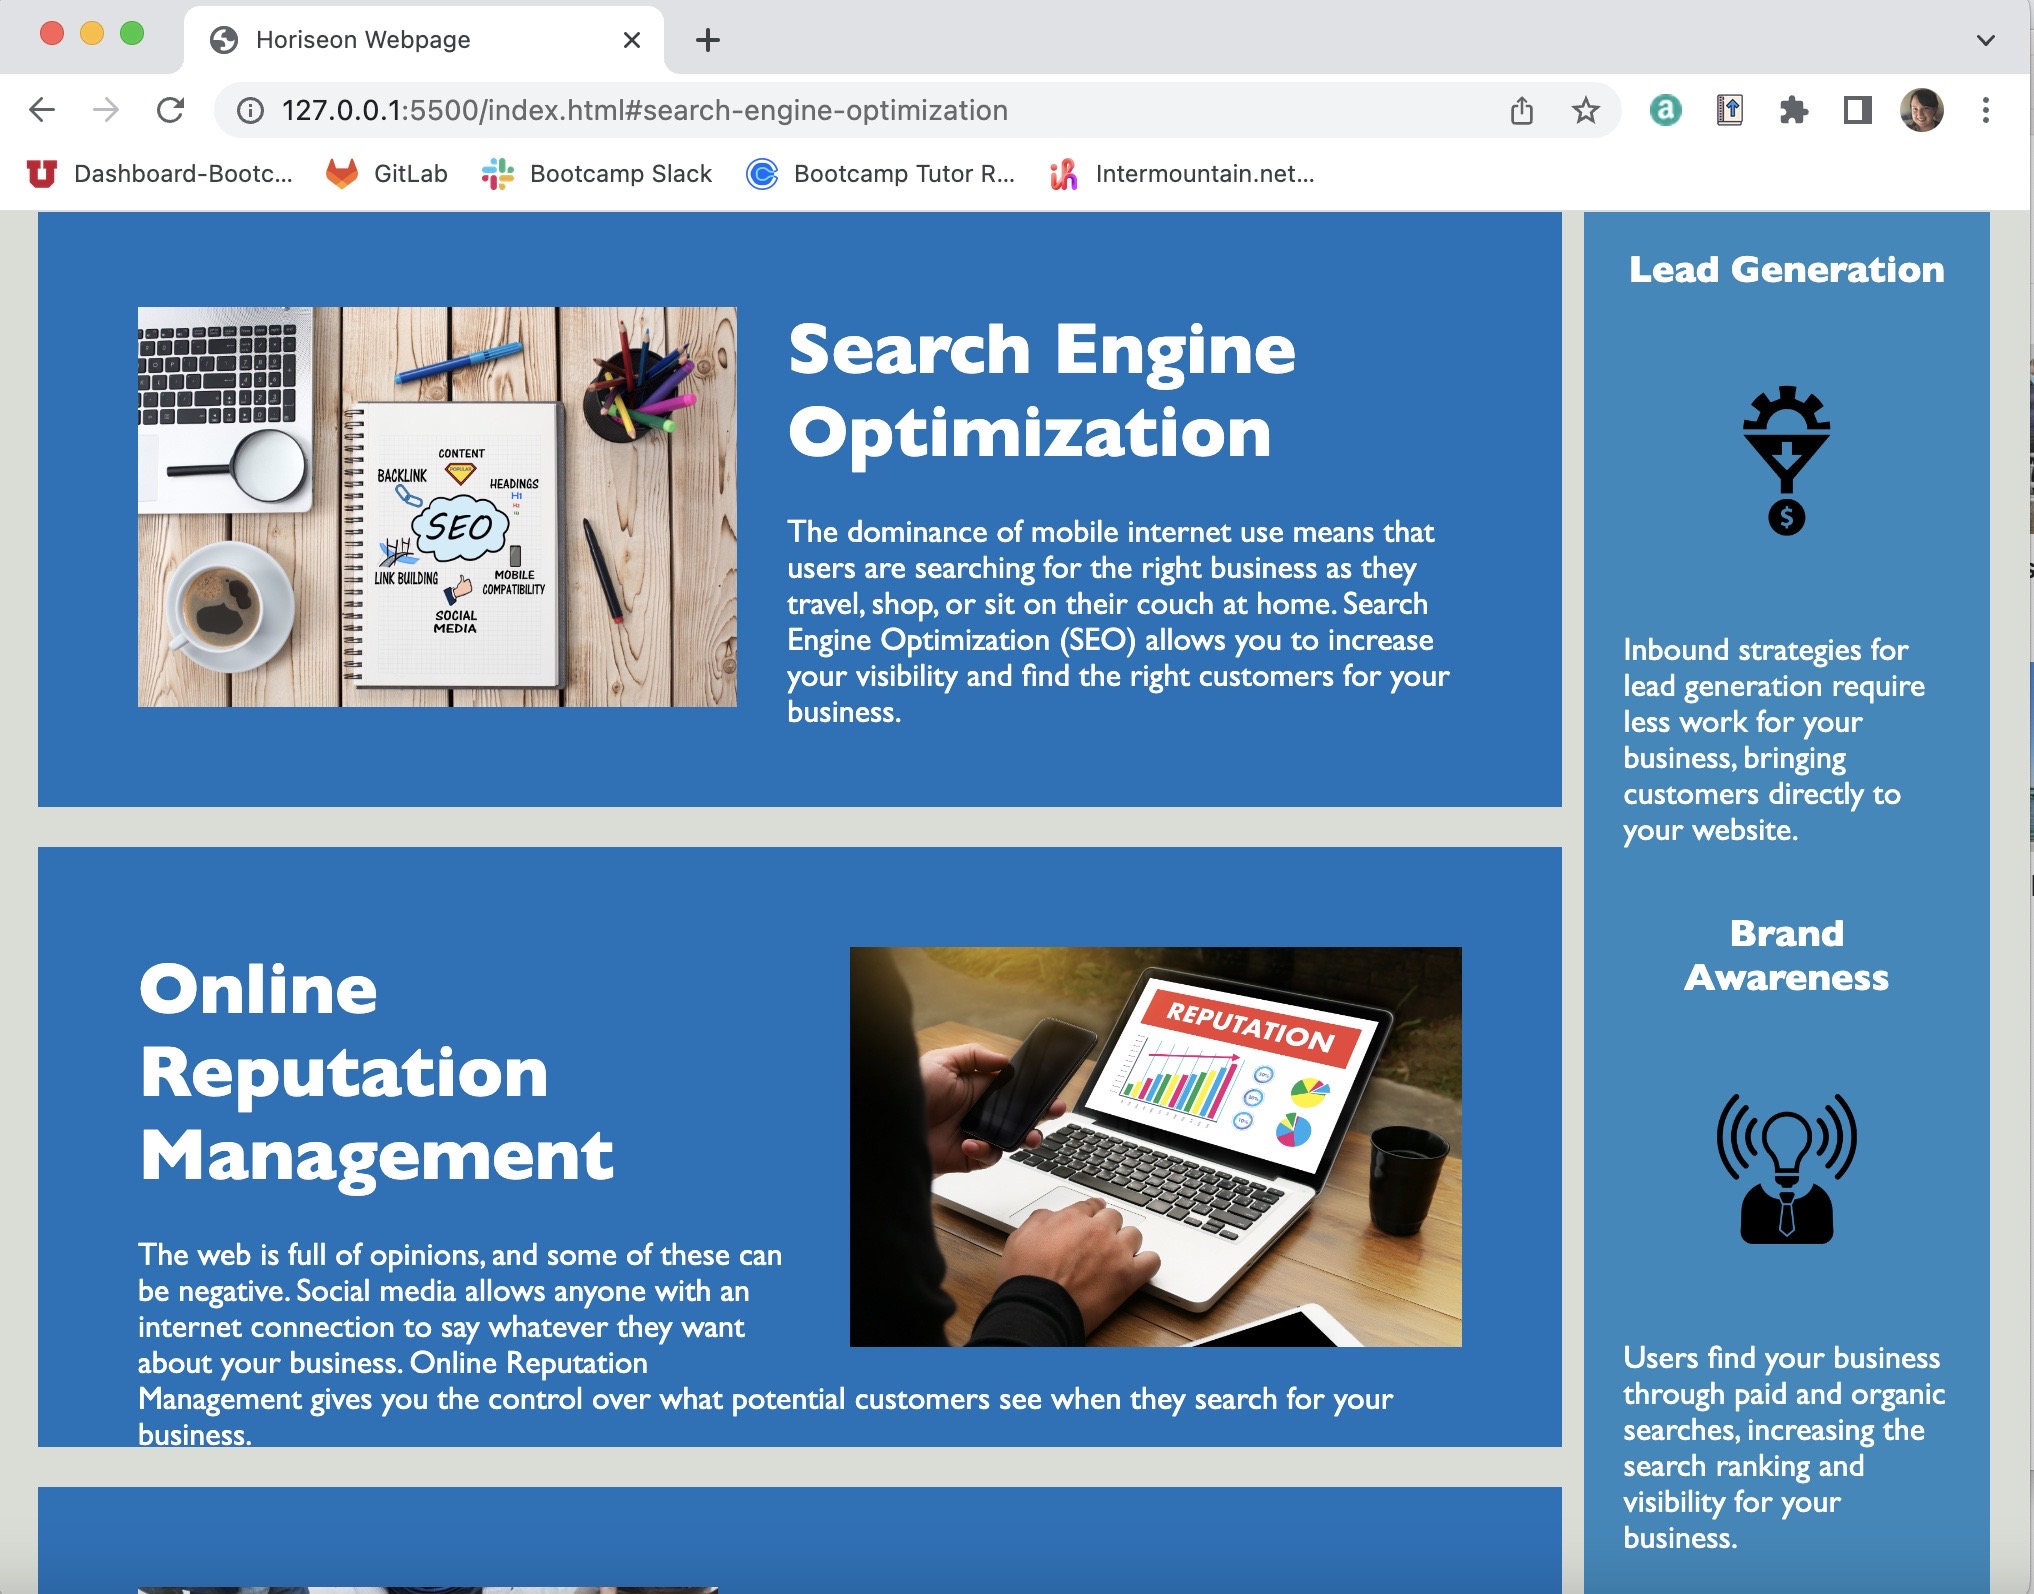 Horiseon Webpage
127.0.0.1:5500/index.html#search-engine-optimization
Dashboard-Bootc...
GitLab
Bootcamp Slack
Bootcamp Tutor R...
Intermountain.net...
Search Engine
Optimization
The dominance of mobile internet use means that
users are searching for the right business as they
travel, shop, or sit on their couch at home. Search
Engine Optimization (SEO) allows you to increase
your visibility and find the right customers for your
business.
CONTENT
POPULAR
BACKLINK
HEADINGS
H1
H2
H3
SEO
LINK BUILDING
MOBILE
COMPATIBILITY
SOCIAL
MEDIA
Online
Reputation
Management
The web is full of opinions, and some of these can
be negative. Social media allows anyone with an
internet connection to say whatever they want
about your business. Online Reputation
Management gives you the control over what potential customers see when they search for your
business.
REPUTATION
Lead Generation
$
Inbound strategies for
lead generation require
less work for your
business, bringing
customers directly to
your website.
Brand
Awareness
Users find your business
through paid and organic
searches, increasing the
search ranking and
visibility for your
business.